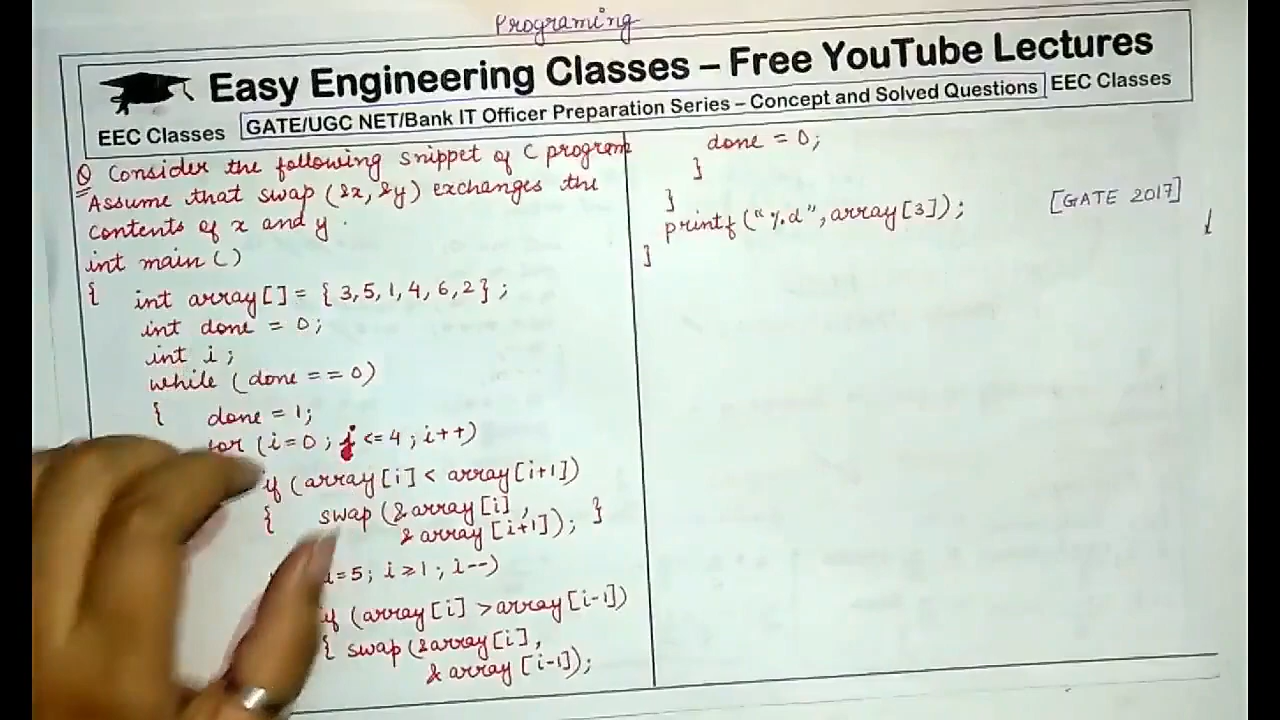 Programing
Easy Engineering Classes – Free YouTube Lectures
EEC Classes GATE/UGC NET/Bank IT Officer Preparation Series – Concept and Solved Questions EEC Classes
Q Consider the following snippet of C program
Assume that swap (&x, &y) exchanges the
contents of x and y.
int main ()
{ int array[] = { 3, 5, 1, 4, 6, 2 } ;
int done = 0;
int i ;
while (done == 0)
{ done = 1;
for (i=0 ; <= 4 ; i++)
if (array[i] < array[i+1])
{ swap (&array[i] , }
& array [i+1]);
=5; i ≥ 1 ; i--)
if (array[i] > array[i-1])
{ swap (&array[i] ,
& array [i-1]);
done = 0;
}
}
printf ("%d", array[3]); [GATE 2017]
}